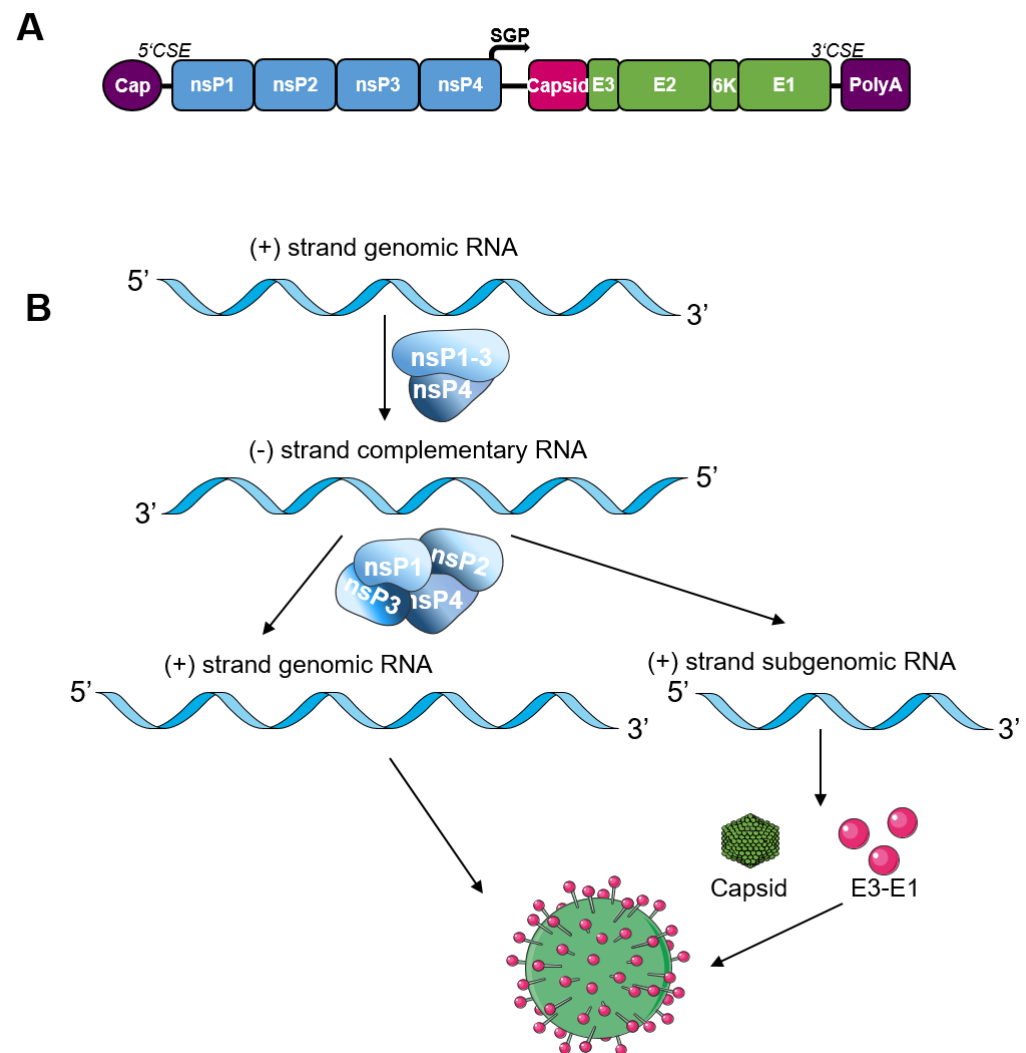 A
5‘CSE SGP 3‘CSE
Cap nsP1 nsP2 nsP3 nsP4 Capsid E3 E2 6K E1 PolyA
B
(+) strand genomic RNA
5’
3’
nsP1-3
nsP4
(-) strand complementary RNA
5’
3’
nsP1 nsP2
nsP3 nsP4
(+) strand genomic RNA
(+) strand subgenomic RNA
5’ 5’
3’ 3’
Capsid E3-E1